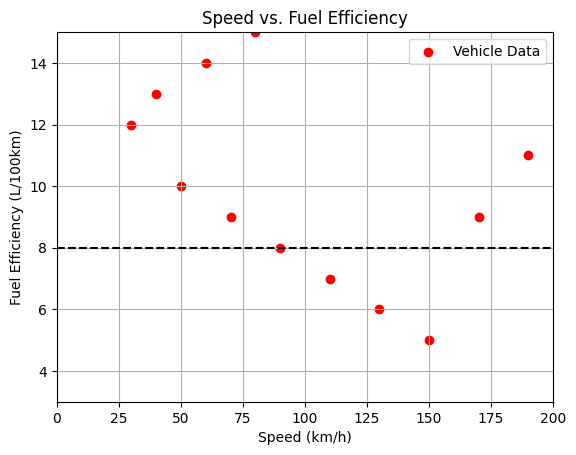 Speed vs. Fuel Efficiency
Vehicle Data
Fuel Efficiency (L/100km)
14
12
10
8
6
4
0 25 50 75 100 125 150 175 200
Speed (km/h)